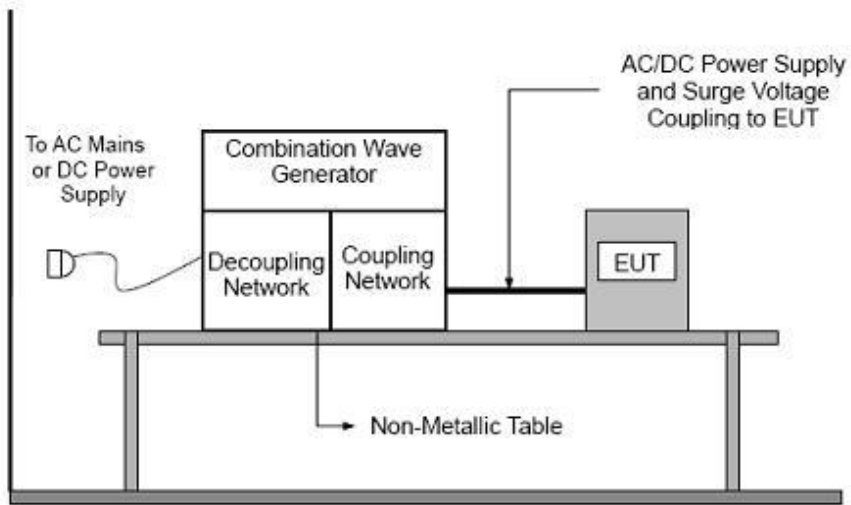 To AC Mains
or DC Power
Supply
Combination Wave
Generator
Decoupling
Network
Coupling
Network
AC/DC Power Supply
and Surge Voltage
Coupling to EUT
EUT
Non-Metallic Table